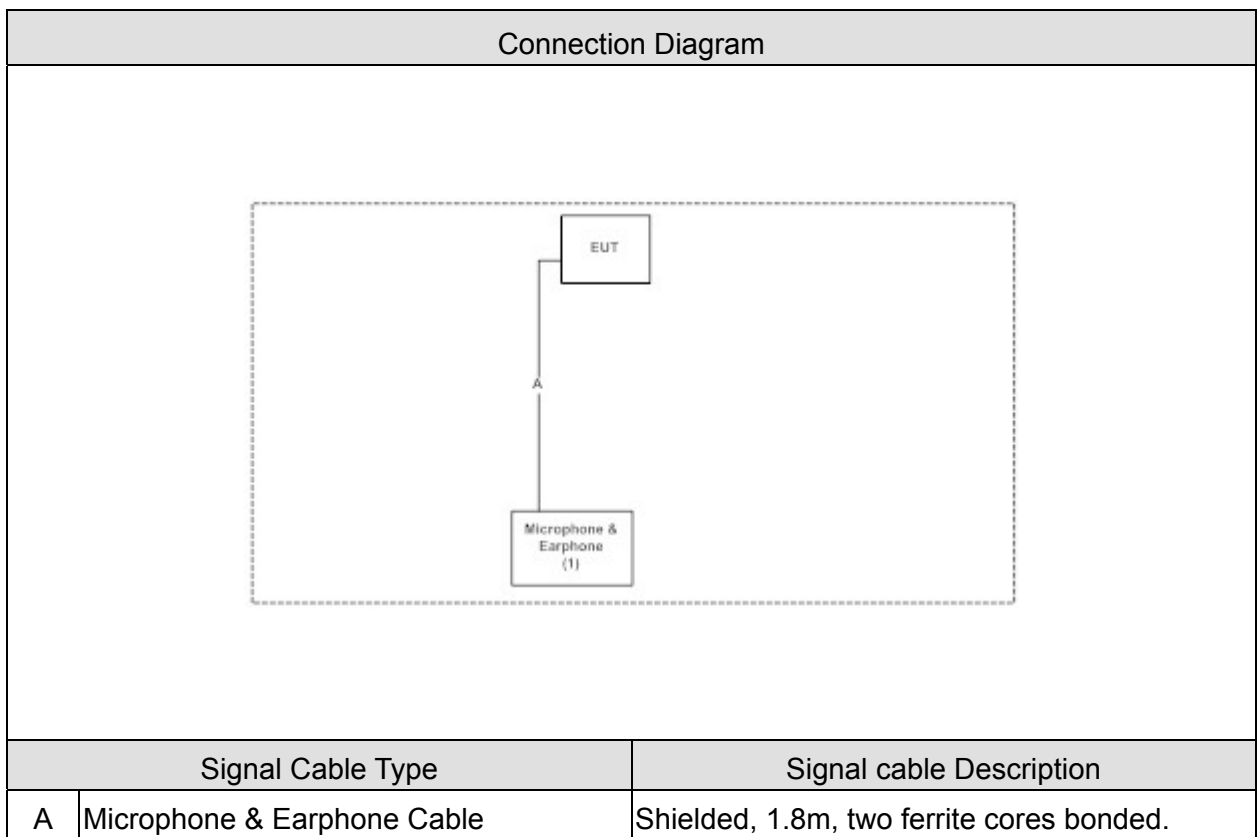 Connection Diagram
EUT
A
Microphone &
Earphone
(1)
Signal Cable Type
Signal cable Description
A
Microphone & Earphone Cable
Shielded, 1.8m, two ferrite cores bonded.